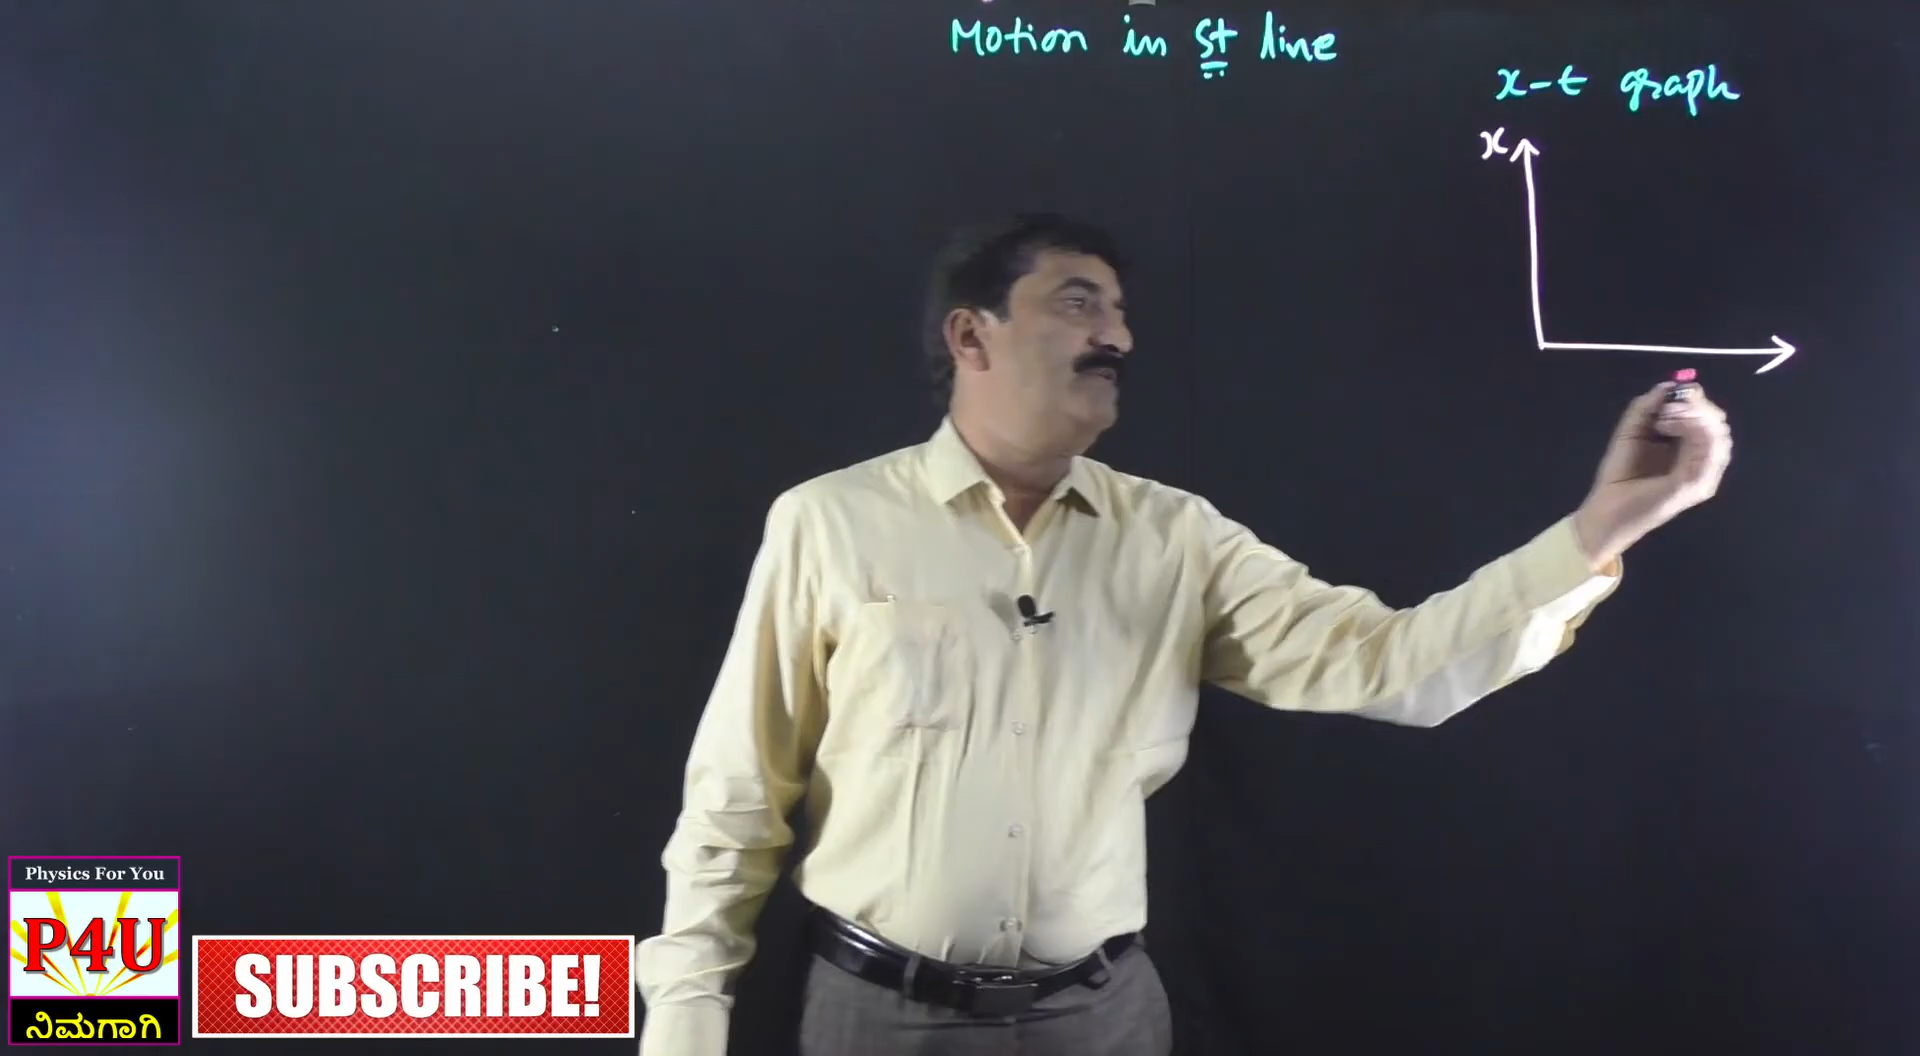 Motion in St line
x-t graph
x
Physics For You
P4U
ನಿಮಗಾಗಿ
SUBSCRIBE!